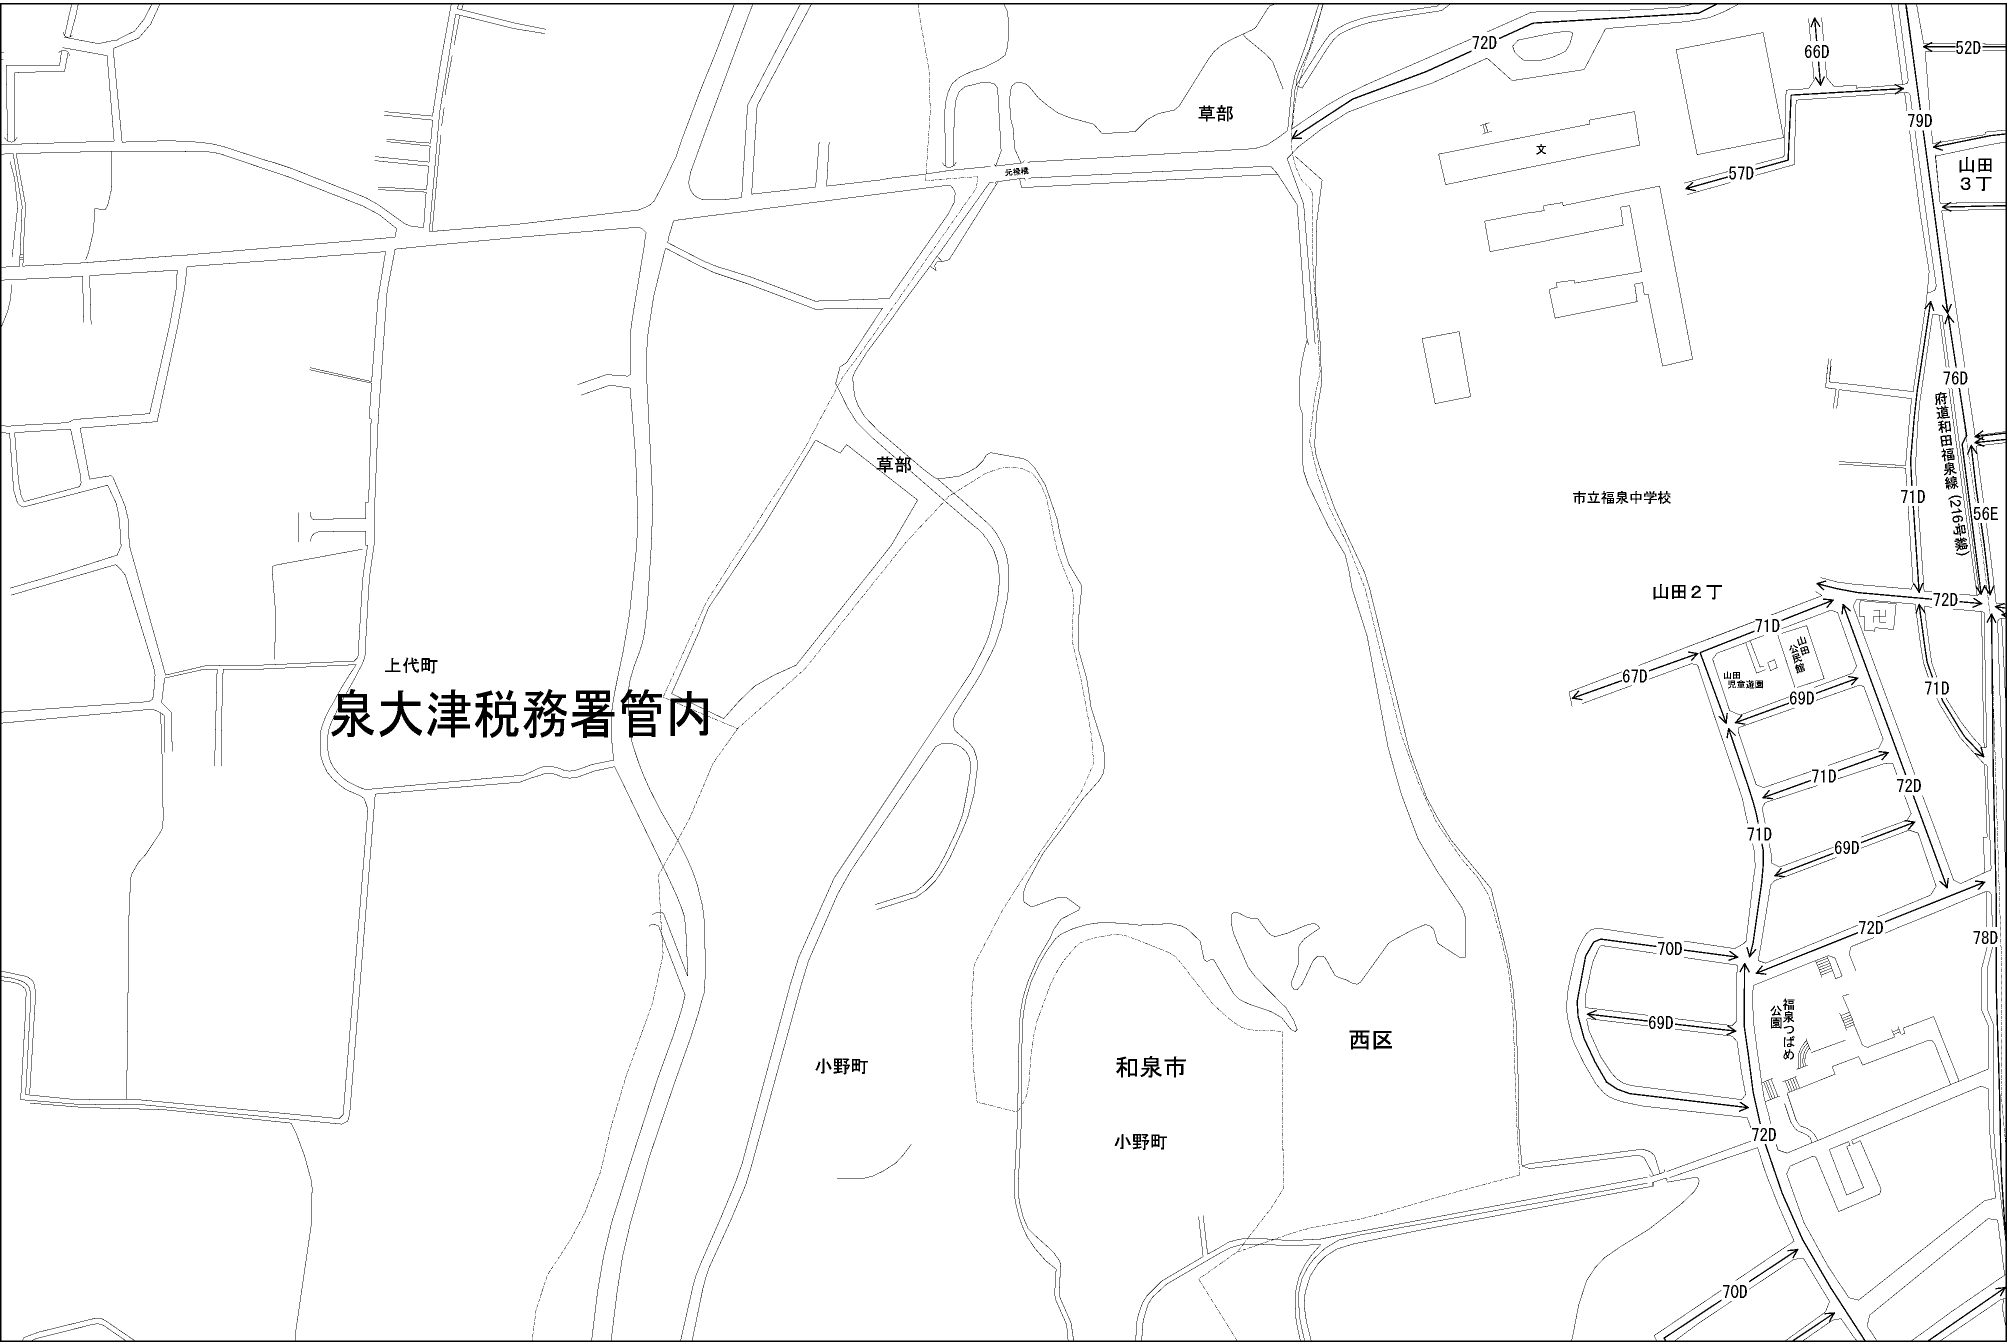 72D
66D
52D
草部
79D
文
山田
３丁
元禄橋
57D
76D
府道和田福泉線(216号線)
草部
71D
市立福泉中学校
56E
山田２丁
72D
71D
山田
公民館
上代町
67D
山田
児童遊園
69D
71D
泉大津税務署管内
71D
72D
71D
69D
72D
78D
70D
福泉つばめ
公園
69D
西区
小野町
和泉市
72D
小野町
70D